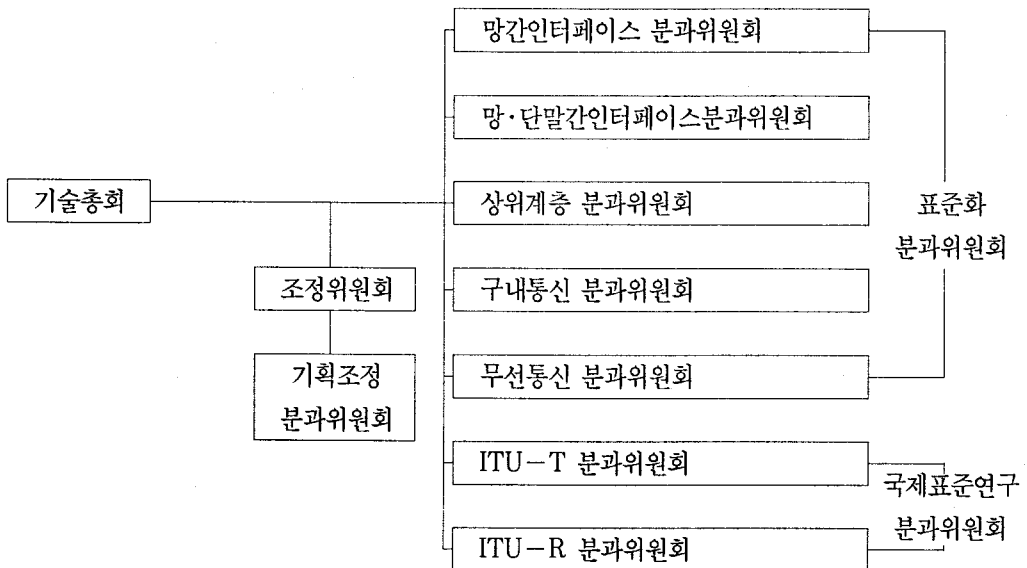 망간인터페이스 분과위원회
망·단말간인터페이스분과위원회
기술총회
상위계층 분과위원회
표준화
분과위원회
조정위원회
구내통신 분과위원회
기획조정
분과위원회
무선통신 분과위원회
ITU-T 분과위원회
국제표준연구
분과위원회
ITU-R 분과위원회